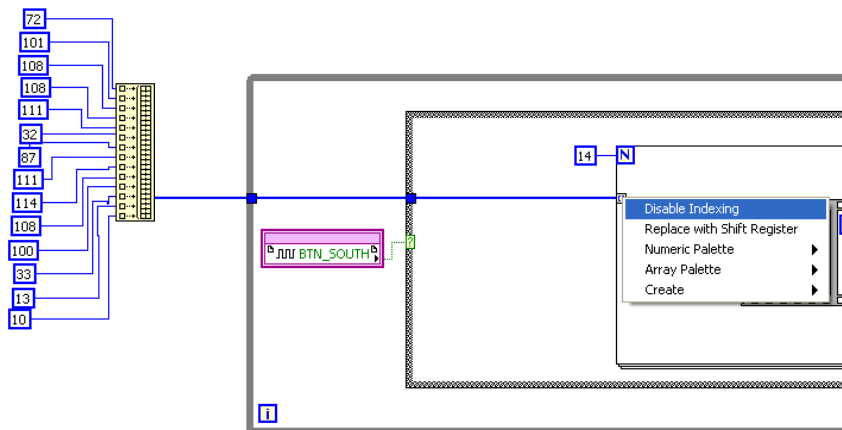 72
101
108
108
111
32
87
111
114
108
100
33
13
10
14
N
BTN_SOUTH
?
Disable Indexing
Replace with Shift Register
Numeric Palette
Array Palette
Create
i